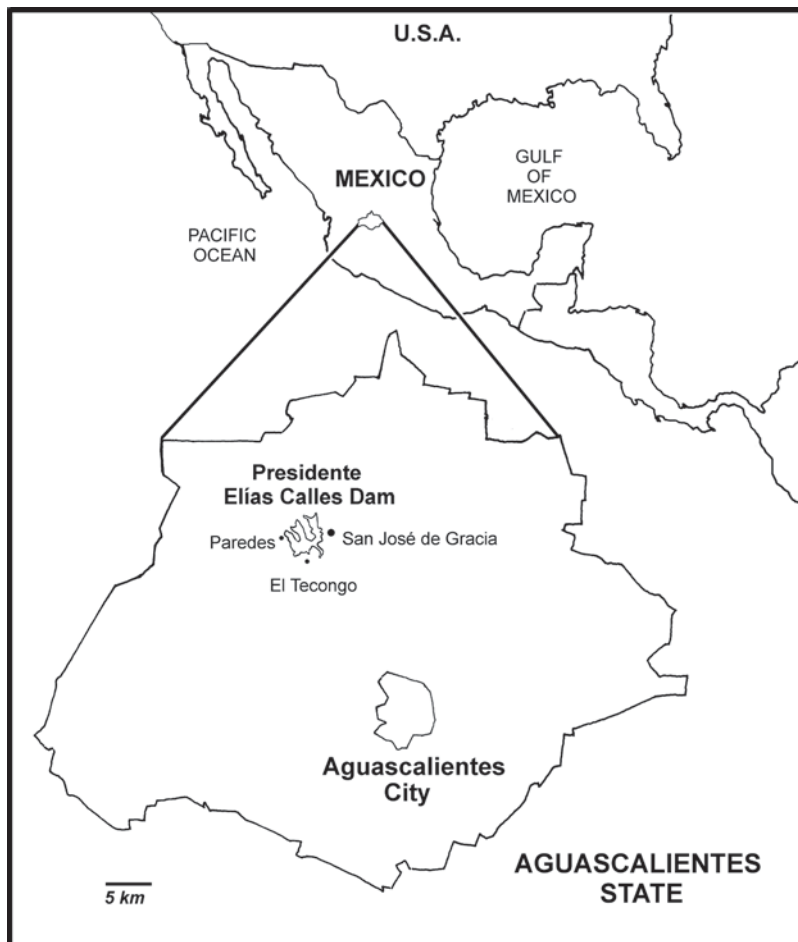 U.S.A.
GULF
OF
MEXICO
MEXICO
PACIFIC
OCEAN
Presidente
Elías Calles Dam
Paredes
San José de Gracia
El Tecongo
Aguascalientes
City
AGUASCALIENTES
STATE
5 km